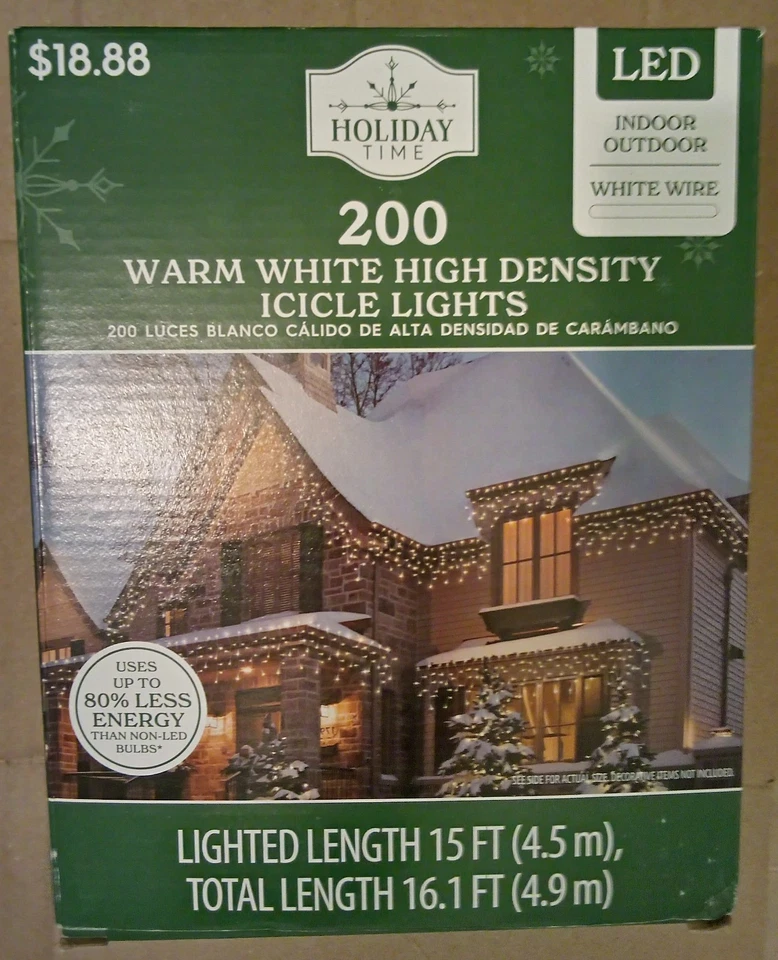 $18.88
HOLIDAY
TIME
LED
INDOOR
OUTDOOR
WHITE WIRE
200
WARM WHITE HIGH DENSITY
ICICLE LIGHTS
200 LUCES BLANCO CÁLIDO DE ALTA DENSIDAD DE CARÁMBANO
USES
UP TO
80% LESS
ENERGY
THAN NON-LED
BULBS*
SEE SIDE FOR ACTUAL SIZE. DECORATIVE ITEMS NOT INCLUDED.
LIGHTED LENGTH 15 FT (4.5 m),
TOTAL LENGTH 16.1 FT (4.9 m)